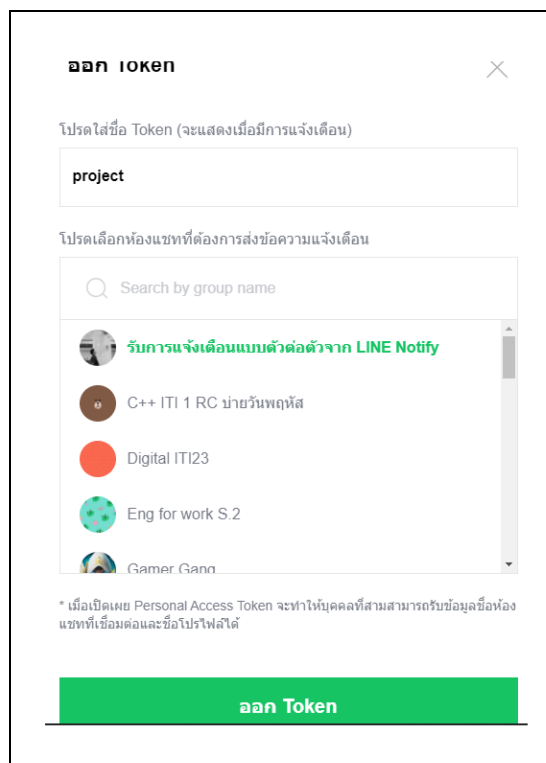 ออก Token
โปรดใส่ชื่อ Token (จะแสดงเมื่อมีการแจ้งเตือน)
project
โปรดเลือกห้องแชทที่ต้องการส่งข้อความแจ้งเตือน
Search by group name
รับการแจ้งเตือนแบบตัวต่อตัวจาก LINE Notify
C++ ITI 1 RC บ่ายวันพฤหัส
Digital ITI23
Eng for work S.2
Gamer Gang
* เมื่อเปิดเผย Personal Access Token จะทำให้บุคคลที่สามสามารถรับข้อมูลชื่อห้อง
แชทที่เชื่อมต่อและชื่อโปรไฟล์ได้
ออก Token